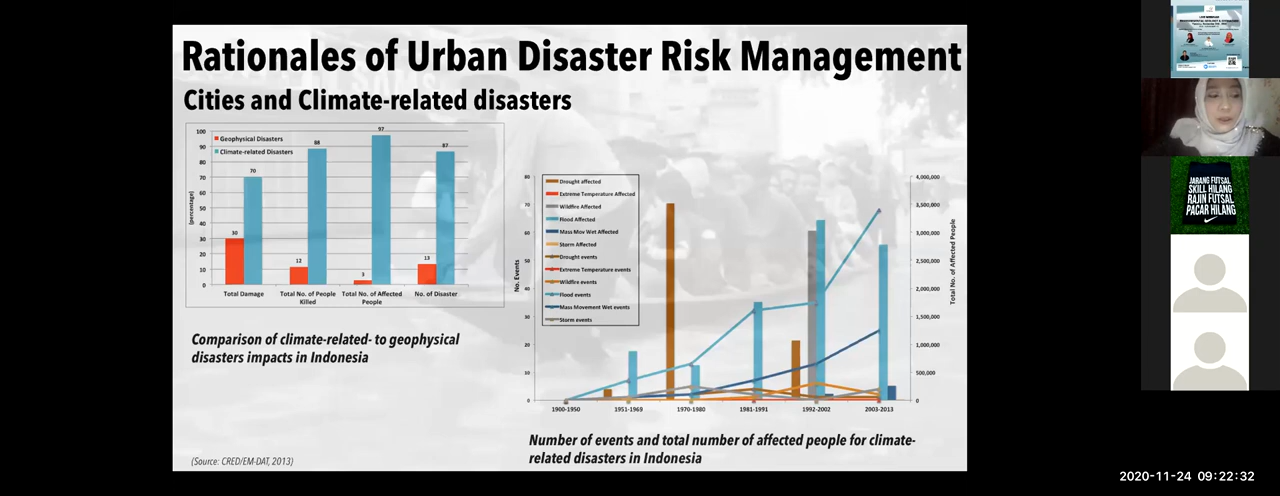 Rationales of Urban Disaster Risk Management
Cities and Climate-related disasters
Geophysical Disasters
Climate-related Disasters
(percentage)
100
90
80
70
60
50
40
30
20
10
0
30
70
12
88
3
97
13
87
Total Damage
Total No. of People
Killed
Total No. of Affected
People
No. of Disaster
Comparison of climate-related- to geophysical
disasters impacts in Indonesia
(Source: CRED/EM-DAT, 2013)
No. Events
80
70
60
50
40
30
20
10
0
Drought affected
Extreme Temperature Affected
Wildfire Affected
Flood Affected
Mass Mov Wet Affected
Storm Affected
Drought events
Extreme Temperature events
Wildfire events
Flood events
Mass Movement Wet events
Storm events
1900-1950
1951-1969
1970-1980
1981-1991
1992-2002
2003-2013
4,000,000
3,500,000
3,000,000
2,500,000
2,000,000
1,500,000
1,000,000
500,000
0
Total No. of Affected People
Number of events and total number of affected people for climate-
related disasters in Indonesia
JARANG FUTSAL
SKILL HILANG
RAJIN FUTSAL
PACAR HILANG
2020-11-24 09:22:32